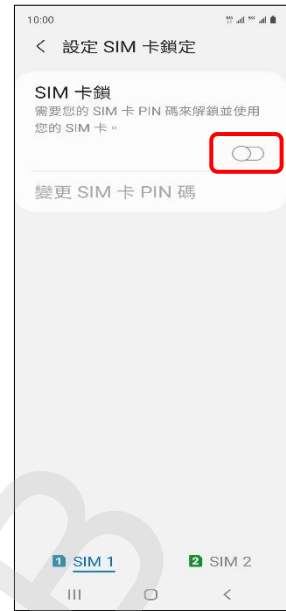 10:00
設定 SIM 卡鎖定
SIM 卡鎖
需要您的 SIM 卡 PIN 碼來解鎖並使用
您的 SIM 卡。
變更 SIM 卡 PIN 碼
1 SIM 1
2 SIM 2